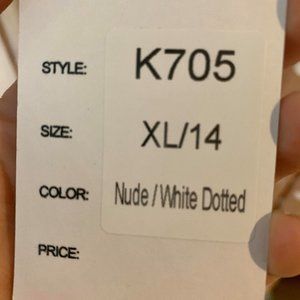 STYLE: K705
SIZE: XL/14
COLOR: Nude / White Dotted
PRICE: